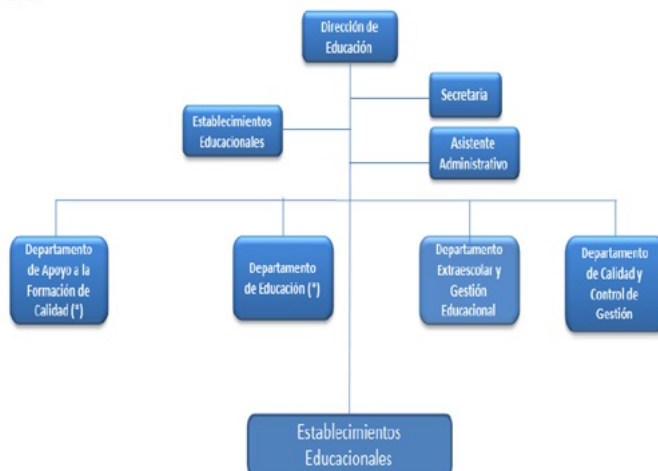 Dirección de
Educación
Secretaria
Establecimientos
Educacionales
Asistente
Administrativo
Departamento
de Apoyo a la
Formación de
Calidad (*)
Departamento
de Educación (*)
Departamento
Extraescolar y
Gestión
Educacional
Departamento
de Calidad y
Control de
Gestión
Establecimientos
Educacionales